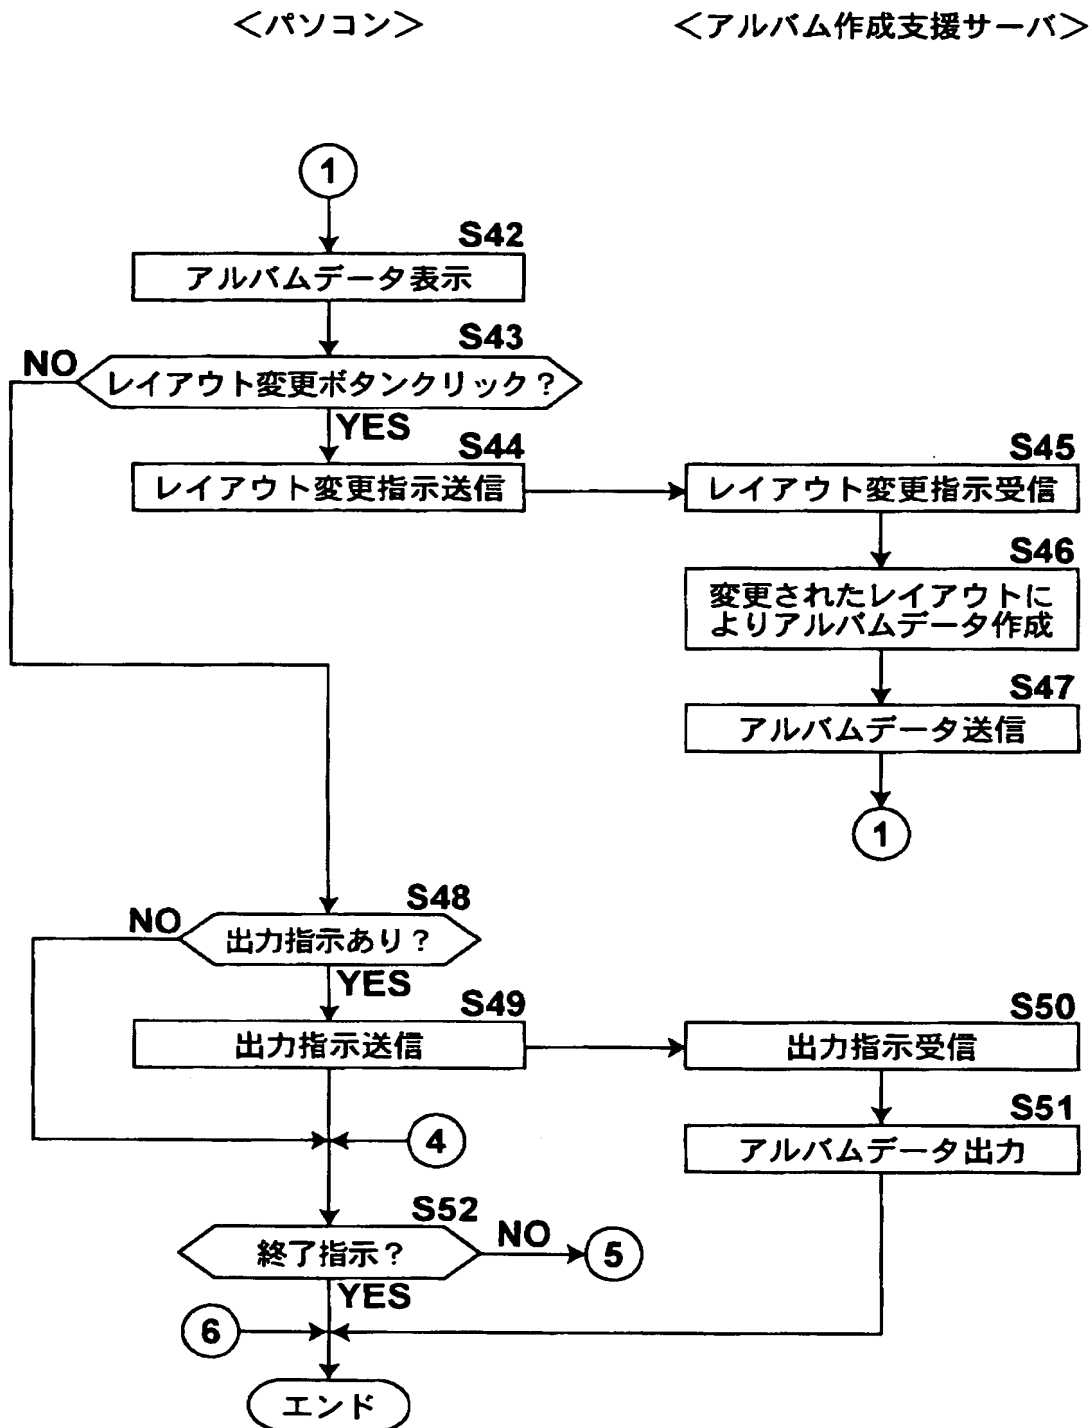 ＜パソコン＞
＜アルバム作成支援サーバ＞
1
S42
アルバムデータ表示
S43
NO
レイアウト変更ボタンクリック？
YES
S44
レイアウト変更指示送信
S45
レイアウト変更指示受信
S46
変更されたレイアウトに
よりアルバムデータ作成
S47
アルバムデータ送信
1
S48
NO
出力指示あり？
YES
S49
出力指示送信
S50
出力指示受信
S51
アルバムデータ出力
4
S52
終了指示？
NO
5
YES
6
エンド